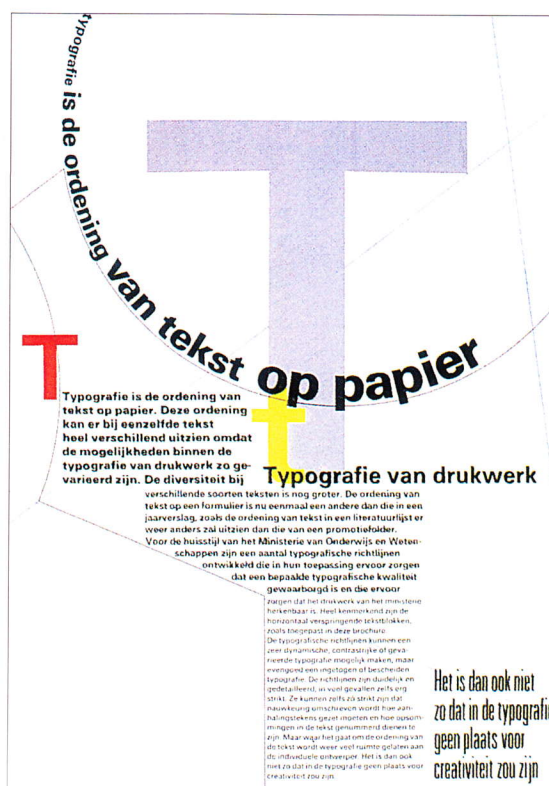 typografie is de ordening van tekst op papier
T
T
t
Typografie van drukwerk
Typografie is de ordening van
tekst op papier. Deze ordening
kan er bij eenzelfde tekst
heel verschillend uitzien omdat
de mogelijkheden binnen de
typografie van drukwerk zo ge-
varieerd zijn. De diversiteit bij
verschillende soorten teksten is nog groter. De ordening van
tekst op een formulier is nu eenmaal een andere dan die in een
jaarverslag, zoals de ordening van tekst in een literatuurlijst er
weer anders zal uitzien dan die van een promotiefolder.
Voor de huisstijl van het Ministerie van Onderwijs en Weten-
schappen zijn een aantal typografische richtlijnen
ontwikkeld die in hun toepassing ervoor zorgen
dat een bepaalde typografische kwaliteit
gewaarborgd is en die ervoor
zorgen dat het drukwerk van het ministerie
herkenbaar is. Heel kenmerkend zijn de
horizontaal verspringende tekstblokken,
zoals toegepast in deze brochure.
De typografische richtlijnen kunnen een
zeer dynamische, contrastrijke of geva-
rieerde typografie mogelijk maken, maar
evengoed een ingetogen of bescheiden
typografie. De richtlijnen zijn duidelijk en
gedetailleerd, in veel gevallen zelfs erg
strikt. Ze kunnen zelfs zo strikt zijn dat
nauwkeurig omschreven wordt hoe aan-
halingstekens gezet moeten en hoe opsom-
mingen in de tekst genummerd dienen te
zijn. Maar waar het gaat om de ordening van
de tekst wordt weer veel ruimte gelaten aan
de individuele ontwerper. Het is dan ook
niet zo dat in de typografie geen plaats voor
creativiteit zou zijn.
Het is dan ook niet
zo dat in de typografie
geen plaats voor
creativiteit zou zijn